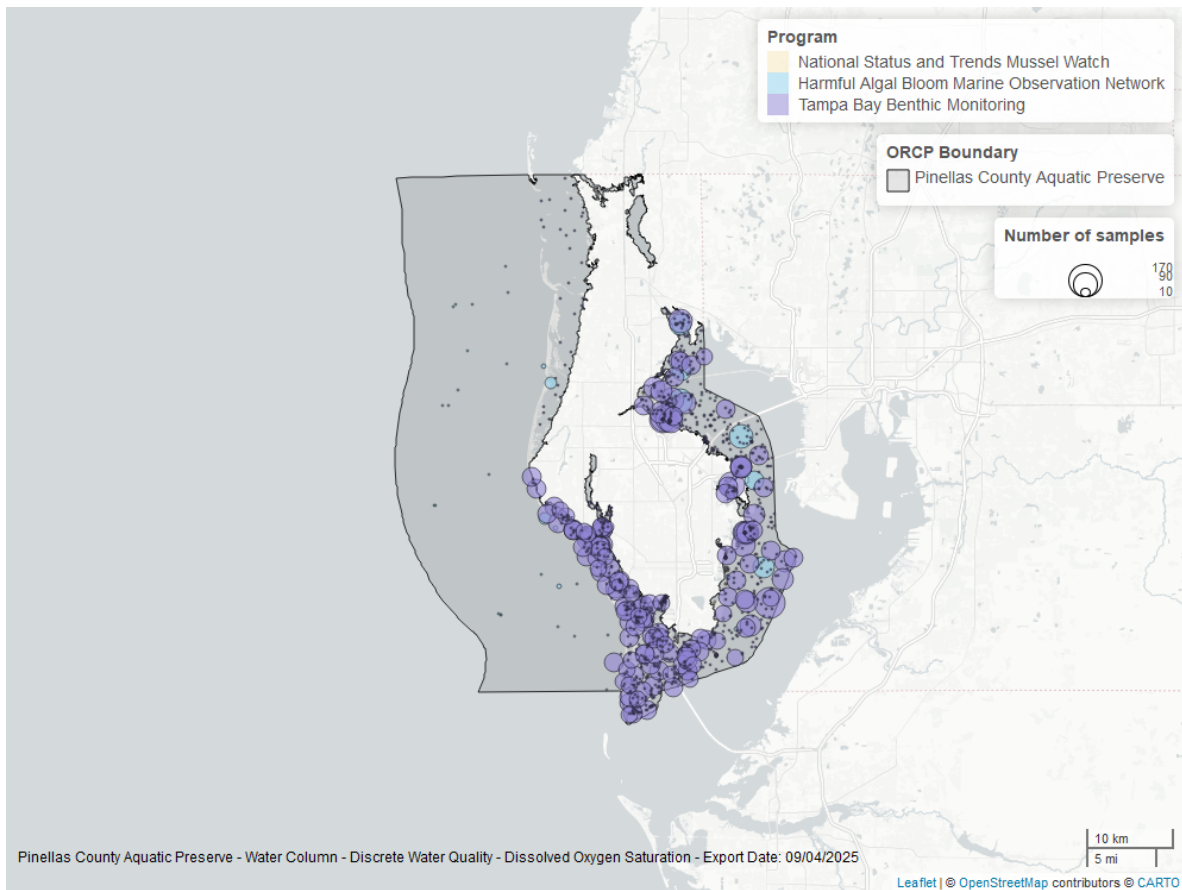 Program
National Status and Trends Mussel Watch
Harmful Algal Bloom Marine Observation Network
Tampa Bay Benthic Monitoring
ORCP Boundary
Pinellas County Aquatic Preserve
Number of samples
170
90
10
10 km
5 mi
Pinellas County Aquatic Preserve - Water Column - Discrete Water Quality - Dissolved Oxygen Saturation - Export Date: 09/04/2025
Leaflet | © OpenStreetMap contributors © CARTO